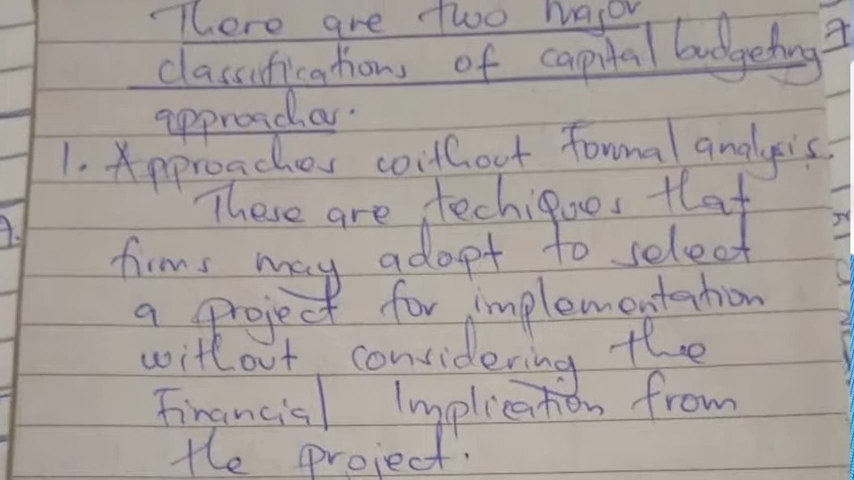 There are two major
classifications of capital budgeting
approaches.
1. Approaches without formal analysis.
These are techiques that
firms may adopt to select
a project for implementation
without considering the
Financial Implication from
the project.